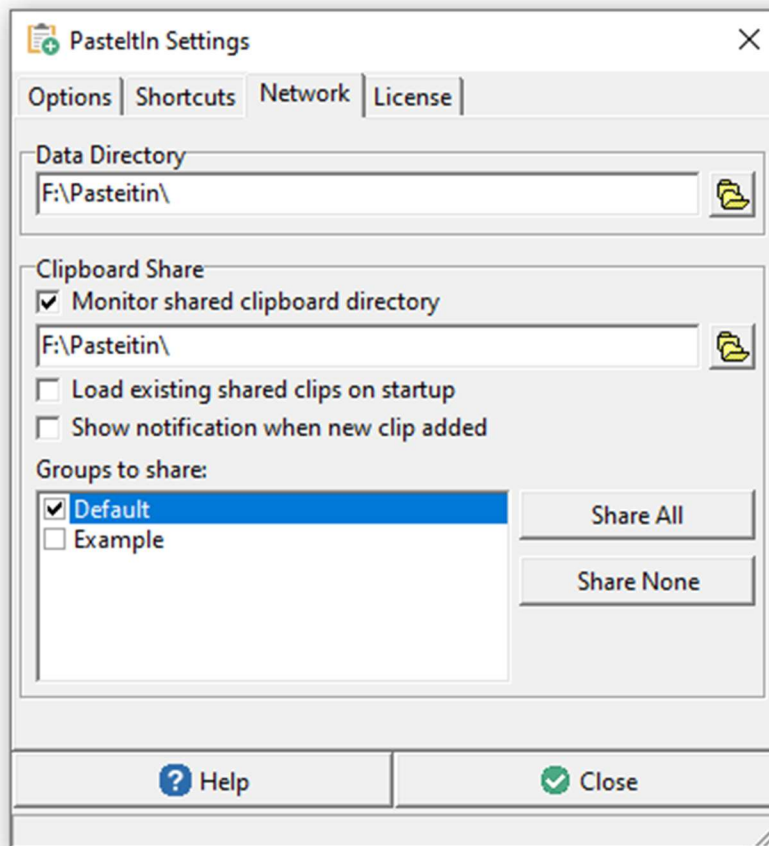 PasteItIn Settings
Options Shortcuts Network License
Data Directory
F:\Pasteitin\
Clipboard Share
Monitor shared clipboard directory
F:\Pasteitin\
Load existing shared clips on startup
Show notification when new clip added
Groups to share:
Default
Example
Share All
Share None
Help Close